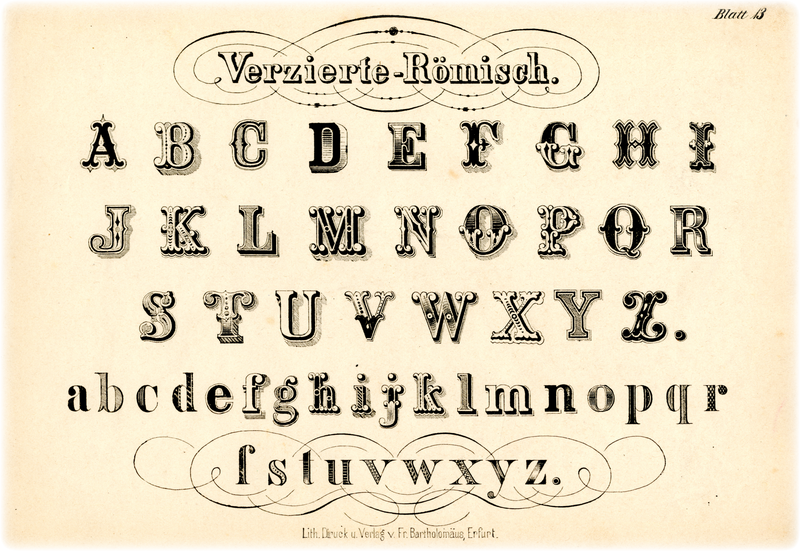 Blatt 13
Verzierte-Römisch.
A B C D E F G H I
J K L M N O P Q R
S T U V W X Y Z.
a b c d e f g h i j k l m n o p q r
ſ s t u v w x y z.
Lith. Druck u. Verlag v. Fr. Bartholomäus, Erfurt.